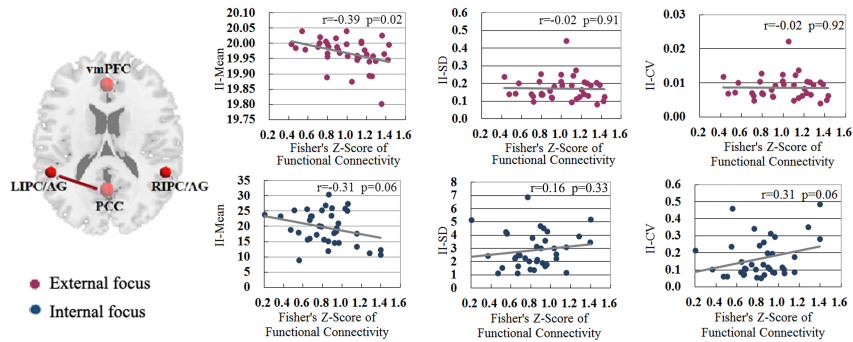 vmPFC
LIPC/AG
RIPC/AG
PCC
External focus
Internal focus
r=-0.39 p=0.02
II-Mean
20.10
20.05
20.00
19.95
19.90
19.85
19.80
19.75
0.2 0.4 0.6 0.8 1.0 1.2 1.4 1.6
Fisher's Z-Score of
Functional Connectivity
r=-0.02 p=0.91
II-SD
0.6
0.5
0.4
0.3
0.2
0.1
0.0
0.2 0.4 0.6 0.8 1.0 1.2 1.4 1.6
Fisher's Z-Score of
Functional Connectivity
r=-0.02 p=0.92
II-CV
0.03
0.02
0.01
0.00
0.2 0.4 0.6 0.8 1.0 1.2 1.4 1.6
Fisher's Z-Score of
Functional Connectivity
r=-0.31 p=0.06
II-Mean
35
30
25
20
15
10
5
0
0.2 0.4 0.6 0.8 1.0 1.2 1.4 1.6
Fisher's Z-Score of
Functional Connectivity
r=0.16 p=0.33
II-SD
8
7
6
5
4
3
2
1
0
0.2 0.4 0.6 0.8 1.0 1.2 1.4 1.6
Fisher's Z-Score of
Functional Connectivity
r=0.31 p=0.06
II-CV
0.6
0.5
0.4
0.3
0.2
0.1
0.0
0.2 0.4 0.6 0.8 1.0 1.2 1.4 1.6
Fisher's Z-Score of
Functional Connectivity